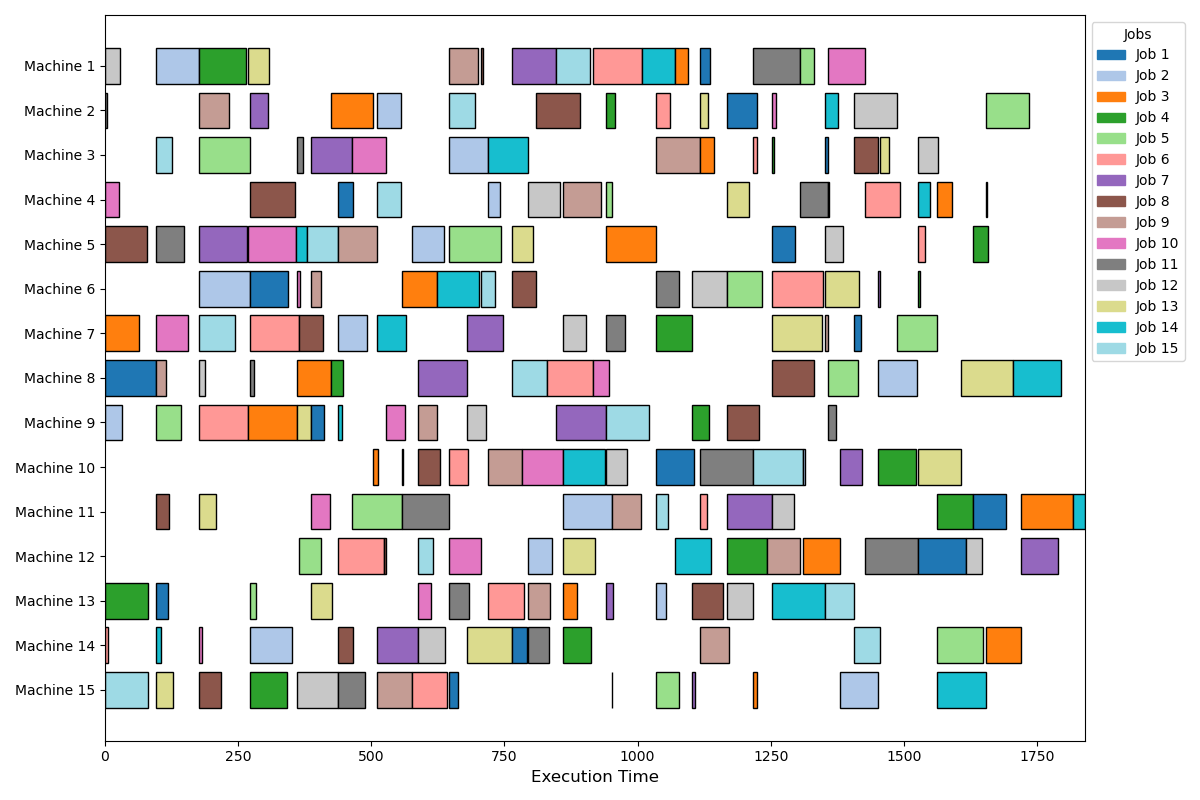 Machine 1
Machine 2
Machine 3
Machine 4
Machine 5
Machine 6
Machine 7
Machine 8
Machine 9
Machine 10
Machine 11
Machine 12
Machine 13
Machine 14
Machine 15
0 250 500 750 1000 1250 1500 1750
Execution Time
Jobs
Job 1
Job 2
Job 3
Job 4
Job 5
Job 6
Job 7
Job 8
Job 9
Job 10
Job 11
Job 12
Job 13
Job 14
Job 15